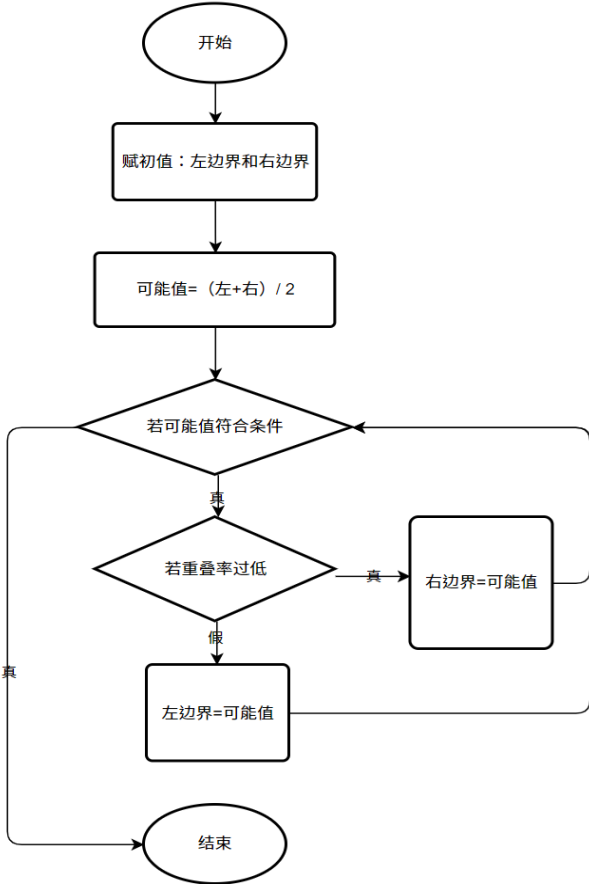 开始
赋初值：左边界和右边界
可能值=（左+右）/ 2
若可能值符合条件
真
若重叠率过低
真
右边界=可能值
假
真
左边界=可能值
结束